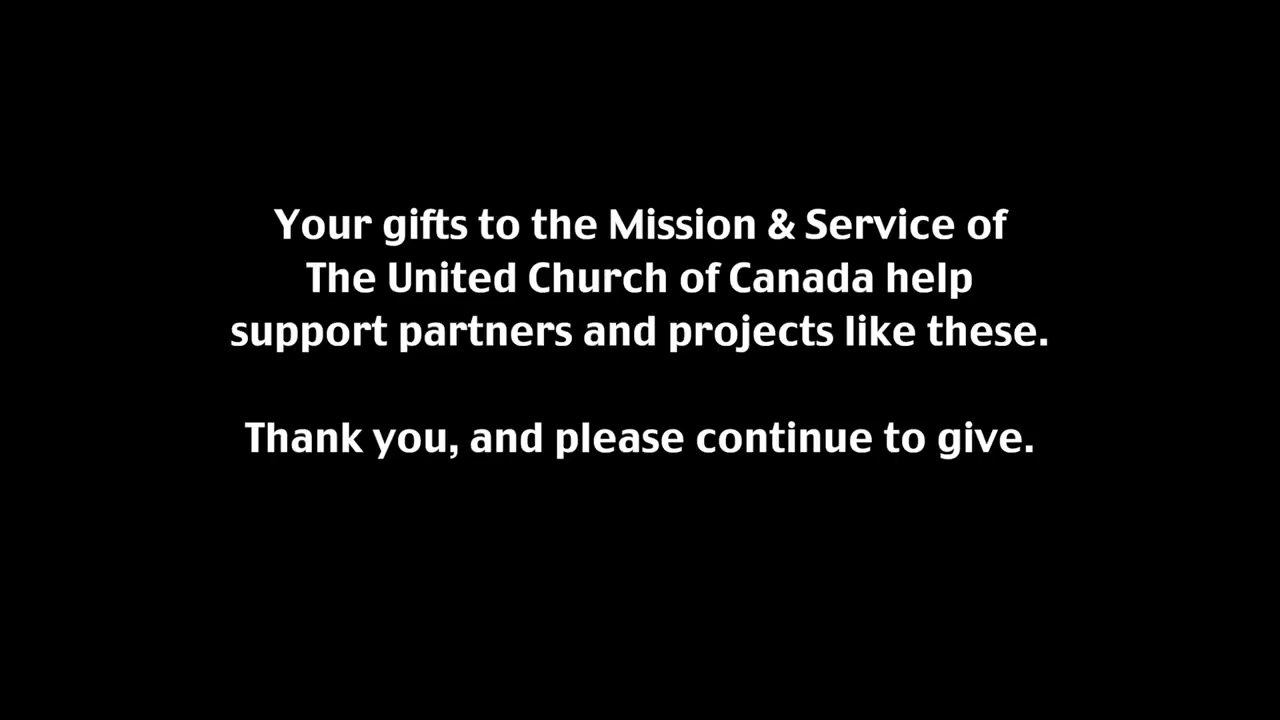 Your gifts to the Mission & Service of
The United Church of Canada help
support partners and projects like these.
Thank you, and please continue to give.